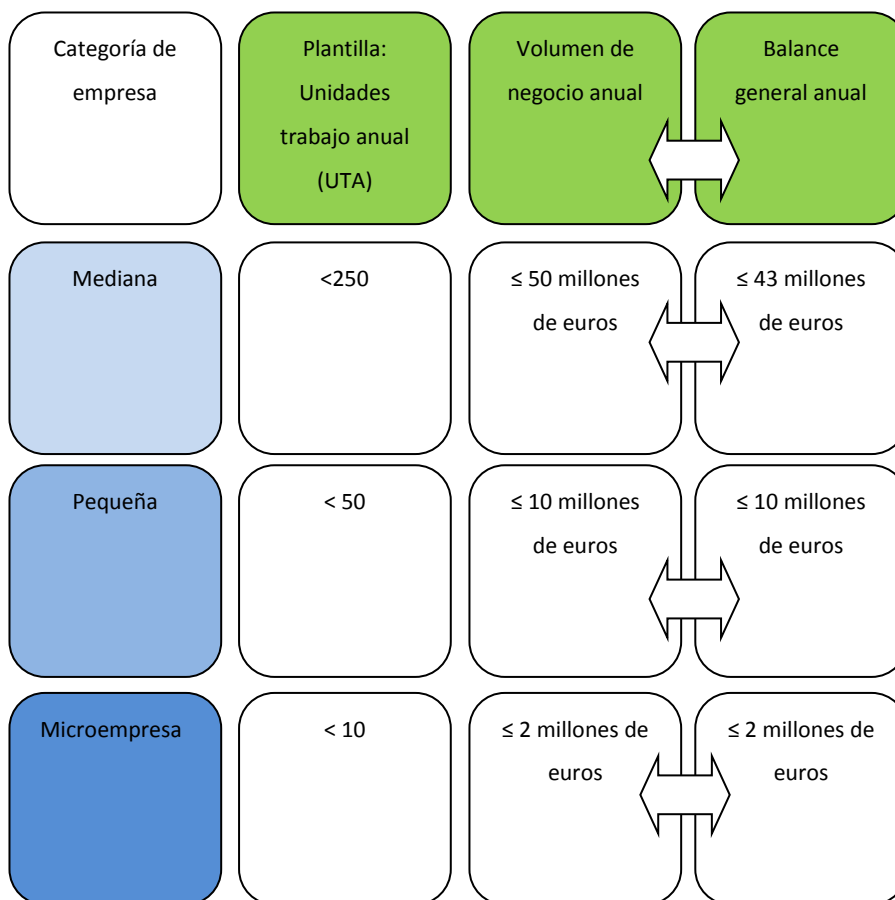 Categoría de
empresa
Plantilla:
Unidades
trabajo anual
(UTA)
Volumen de
negocio anual
Balance
general anual
Mediana
<250
≤ 50 millones
de euros
≤ 43 millones
de euros
Pequeña
< 50
≤ 10 millones
de euros
≤ 10 millones
de euros
Microempresa
< 10
≤ 2 millones de
euros
≤ 2 millones de
euros